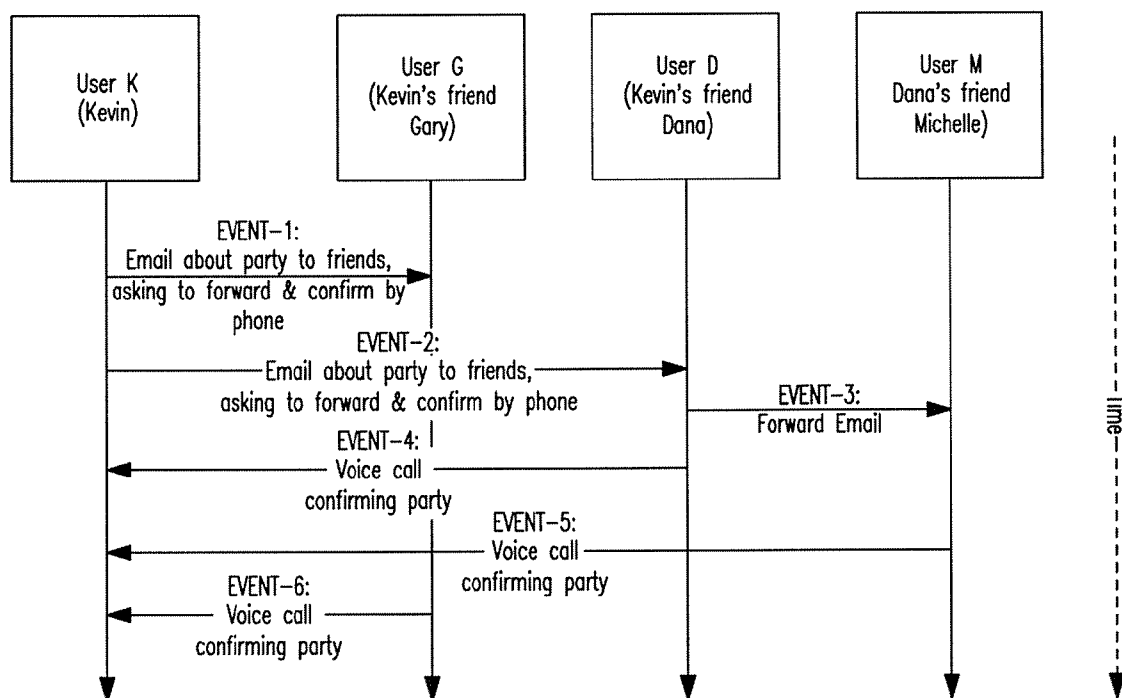 User K
(Kevin)
User G
(Kevin's friend
Gary)
User D
(Kevin's friend
Dana)
User M
Dana's friend
Michelle)
EVENT-1:
Email about party to friends,
asking to forward & confirm by
phone
EVENT-2:
Email about party to friends,
asking to forward & confirm by phone
EVENT-3:
Forward Email
EVENT-4:
Voice call
confirming party
EVENT-5:
Voice call
confirming party
EVENT-6:
Voice call
confirming party
Time